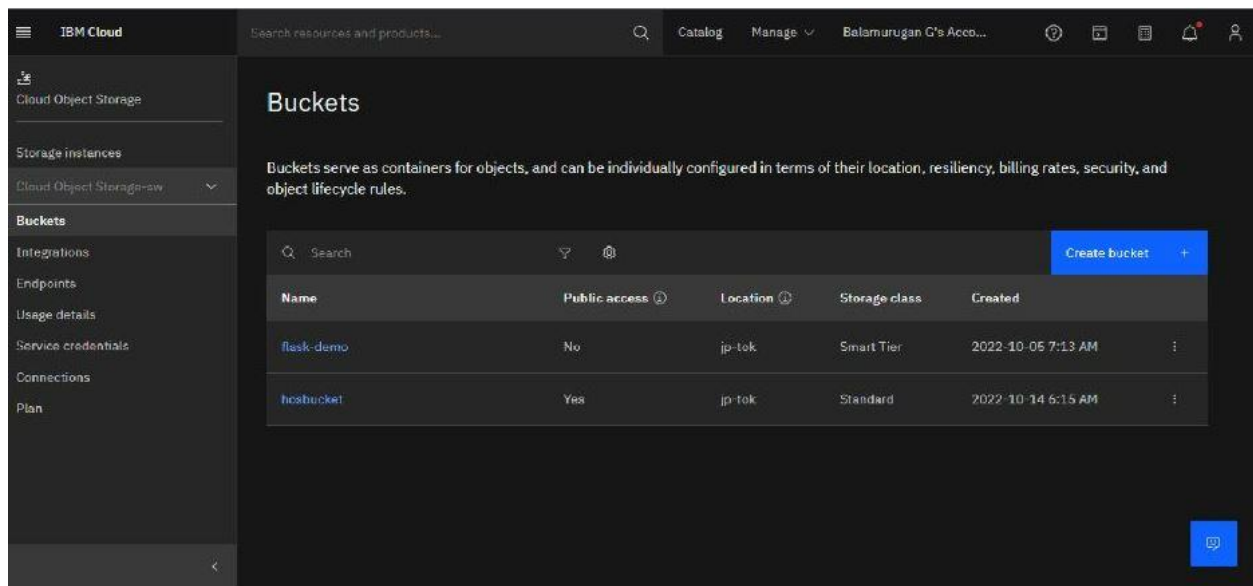 IBM Cloud
Search resources and products...
Catalog
Manage
Balamurugan G's Acco...
Cloud Object Storage
Storage instances
Cloud Object Storage-sw
Buckets
Integrations
Endpoints
Usage details
Service credentials
Connections
Plan
Buckets
Buckets serve as containers for objects, and can be individually configured in terms of their location, resiliency, billing rates, security, and
object lifecycle rules.
Search
Create bucket +
Name Public access Location Storage class Created
flask-demo No jp-tok Smart Tier 2022-10-05 7:13 AM
hosbucket Yes jp-tok Standard 2022-10-14 6:15 AM